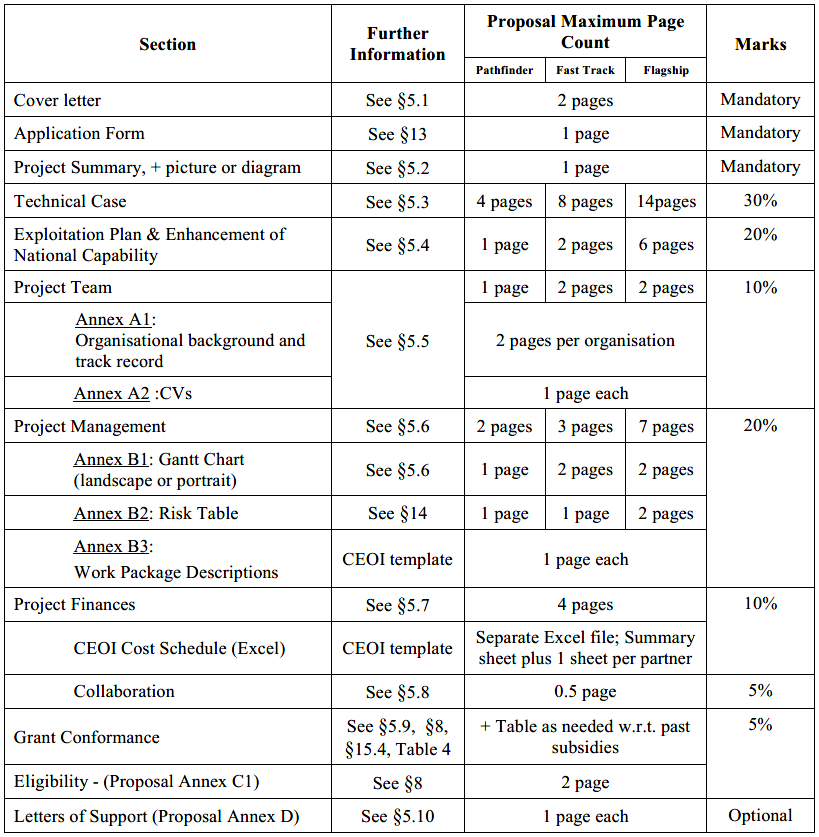 Section
Further
Information
Proposal Maximum Page
Count
Marks
Pathfinder
Fast Track
Flagship
Cover letter
See §5.1
2 pages
Mandatory
Application Form
See §13
1 page
Mandatory
Project Summary, + picture or diagram
See §5.2
1 page
Mandatory
Technical Case
See §5.3
4 pages
8 pages
14pages
30%
Exploitation Plan & Enhancement of
National Capability
See §5.4
1 page
2 pages
6 pages
20%
Project Team
See §5.5
1 page
2 pages
2 pages
10%
Annex A1:
Organisational background and
track record
2 pages per organisation
Annex A2 :CVs
1 page each
Project Management
See §5.6
2 pages
3 pages
7 pages
20%
Annex B1: Gantt Chart
(landscape or portrait)
See §5.6
1 page
2 pages
2 pages
Annex B2: Risk Table
See §14
1 page
1 page
2 pages
Annex B3:
Work Package Descriptions
CEOI template
1 page each
Project Finances
See §5.7
4 pages
10%
CEOI Cost Schedule (Excel)
CEOI template
Separate Excel file; Summary
sheet plus 1 sheet per partner
Collaboration
See §5.8
0.5 page
5%
Grant Conformance
See §5.9, §8,
§15.4, Table 4
+ Table as needed w.r.t. past
subsidies
5%
Eligibility - (Proposal Annex C1)
See §8
2 page
Letters of Support (Proposal Annex D)
See §5.10
1 page each
Optional